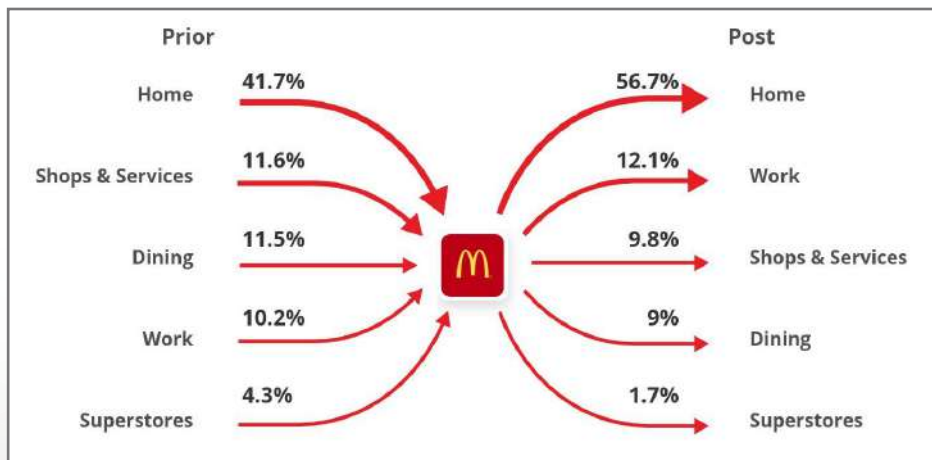 Prior
Post
Home
41.7%
56.7%
Home
Shops & Services
11.6%
12.1%
Work
Dining
11.5%
9.8%
Shops & Services
Work
10.2%
9%
Dining
Superstores
4.3%
1.7%
Superstores